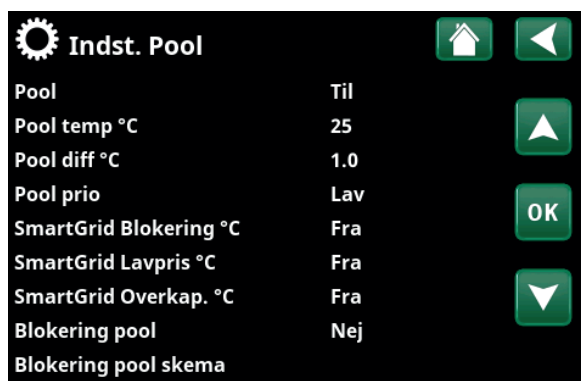 Indst. Pool
Pool Til
Pool temp °C 25
Pool diff °C 1.0
Pool prio Lav
SmartGrid Blokering °C Fra
SmartGrid Lavpris °C Fra
SmartGrid Overkap. °C Fra
Blokering pool Nej
Blokering pool skema
OK